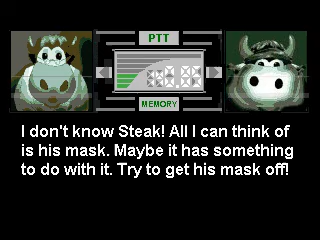 PTT
MEMORY
I don't know Steak! All I can think of
is his mask. Maybe it has something
to do with it. Try to get his mask off!